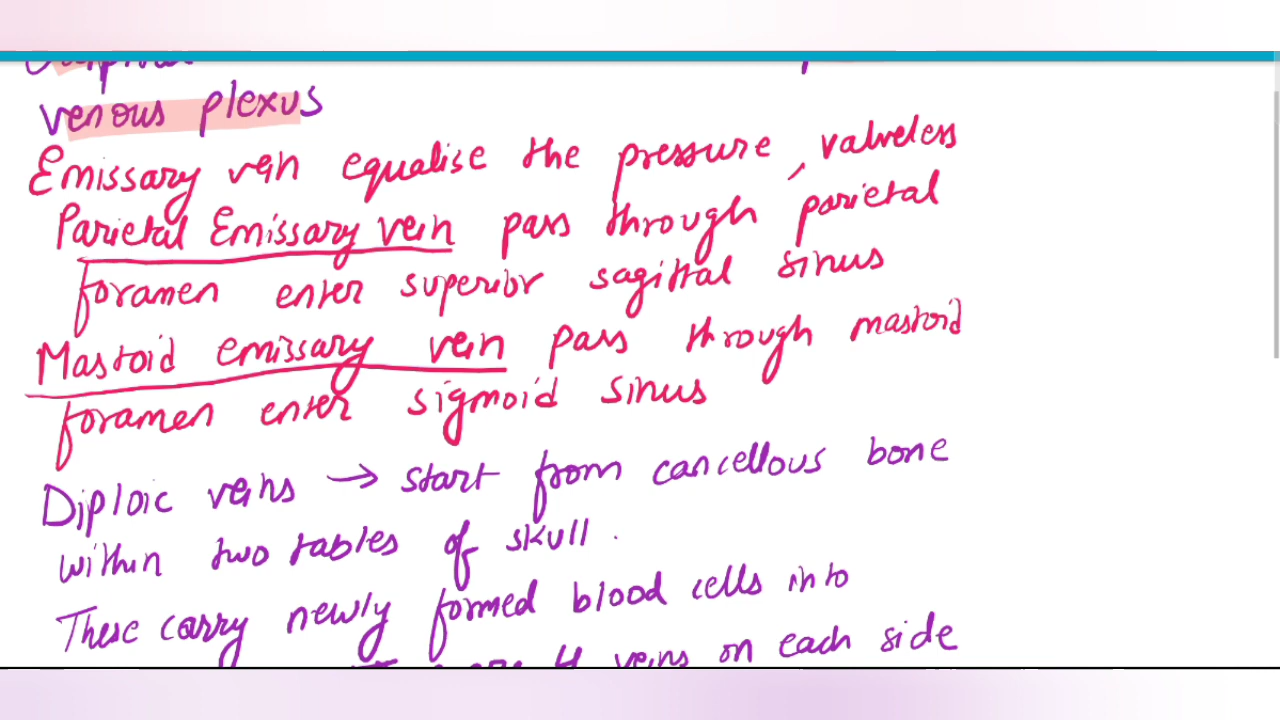 venous plexus
Emissary vein equalise the pressure, valveless
Parietal Emissary vein pass through parietal
foramen enter superior sagittal sinus
Mastoid emissary vein pass through mastoid
foramen enter sigmoid sinus
Diploic veins → start from cancellous bone
within two tables of skull.
These carry newly formed blood cells into
4 veins on each side